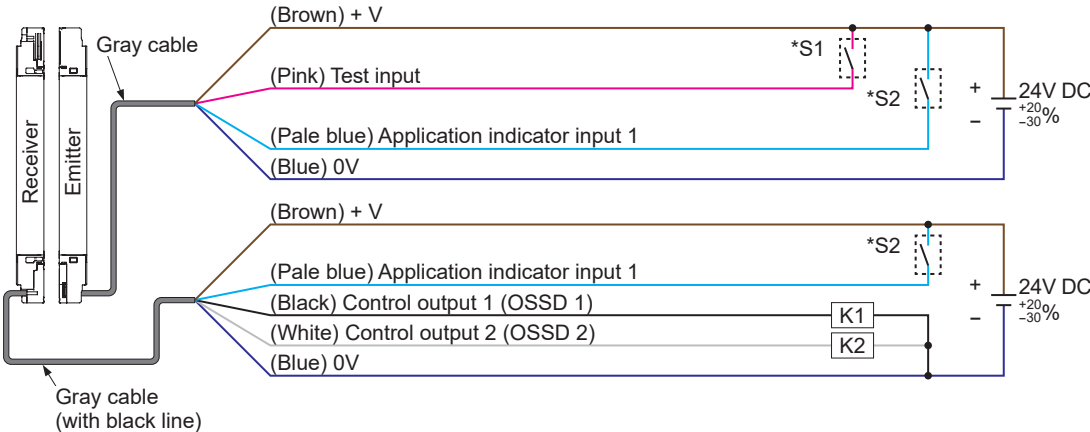 (Brown) + V
Gray cable
*S1
(Pink) Test input
*S2
+
24V DC
+20
–30 %
–
(Pale blue) Application indicator input 1
(Blue) 0V
Receiver
Emitter
(Brown) + V
*S2
(Pale blue) Application indicator input 1
+
24V DC
+20
–30 %
–
(Black) Control output 1 (OSSD 1)
K1
(White) Control output 2 (OSSD 2)
K2
(Blue) 0V
Gray cable
(with black line)